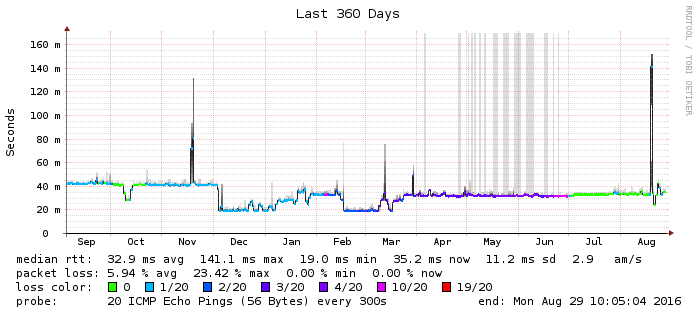 Last 360 Days
RRDTOOL / TOBI OETIKER
Seconds
160 m
140 m
120 m
100 m
80 m
60 m
40 m
20 m
0
Sep Oct Nov Dec Jan Feb Mar Apr May Jun Jul Aug
median rtt: 32.9 ms avg 141.1 ms max 19.0 ms min 35.2 ms now 11.2 ms sd 2.9 am/s
packet loss: 5.94 % avg 23.42 % max 0.00 % min 0.00 % now
loss color: 0 1/20 2/20 3/20 4/20 10/20 19/20
probe: 20 ICMP Echo Pings (56 Bytes) every 300s end: Mon Aug 29 10:05:04 2016